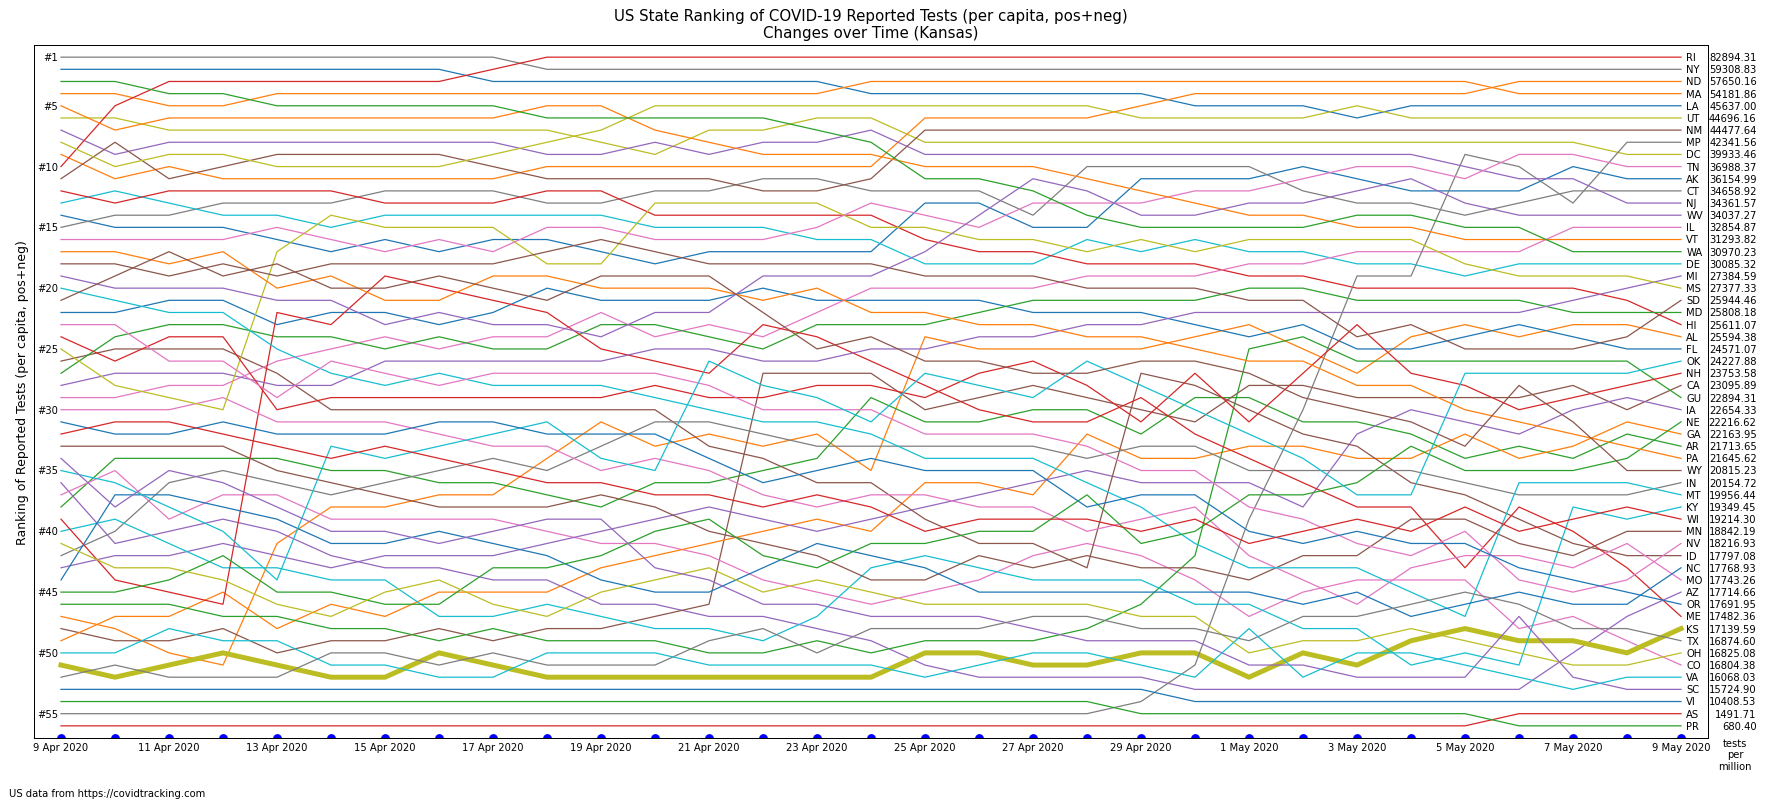 US State Ranking of COVID-19 Reported Tests (per capita, pos+neg)
Changes over Time (Kansas)
Ranking of Reported Tests (per capita, pos+neg)
#1
#5
#10
#15
#20
#25
#30
#35
#40
#45
#50
#55
RI 82894.31
NY 59308.83
ND 57650.16
MA 54181.86
LA 45637.00
UT 44696.16
NM 44477.64
MP 42341.56
DC 39933.46
TN 36988.37
AK 36154.99
CT 34658.92
NJ 34361.57
WV 34037.27
IL 32854.87
VT 31293.82
WA 30970.23
DE 30085.32
MI 27384.59
MS 27377.33
SD 25944.46
MD 25808.18
HI 25611.07
AL 25594.38
FL 24571.07
OK 24227.88
NH 23753.58
CA 23095.89
GU 22894.31
IA 22654.33
NE 22216.62
GA 22163.95
AR 21713.65
PA 21645.62
WY 20815.23
IN 20154.72
MT 19956.44
KY 19349.45
WI 19214.30
MN 18842.19
NV 18216.93
ID 17797.08
NC 17768.93
MO 17743.26
AZ 17714.66
OR 17691.95
ME 17482.36
KS 17139.59
TX 16874.60
OH 16825.08
CO 16804.38
VA 16068.03
SC 15724.90
VI 10408.53
AS 1491.71
PR 680.40
9 Apr 2020 11 Apr 2020 13 Apr 2020 15 Apr 2020 17 Apr 2020 19 Apr 2020 21 Apr 2020 23 Apr 2020 25 Apr 2020 27 Apr 2020 29 Apr 2020 1 May 2020 3 May 2020 5 May 2020 7 May 2020 9 May 2020
tests
per
million
US data from https://covidtracking.com